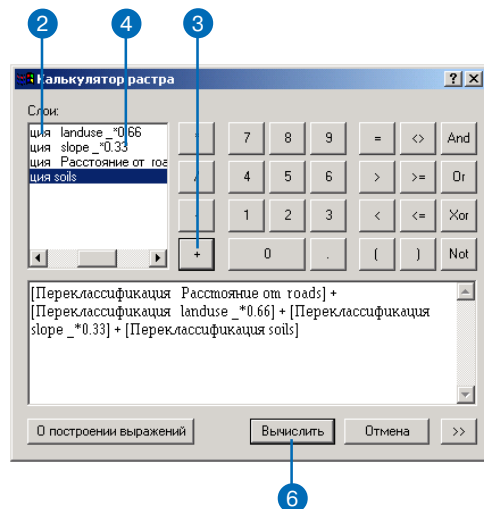 2 4 3
Калькулятор растра
Слои:
ция landuse _*0.66
ция slope _*0.33
ция Расстояние от roa
ция soils
* 7 8 9 = <> And
/ 4 5 6 > >= Or
- 1 2 3 < <= Xor
+ 0 . ( ) Not
[Переклассификация Расстояние от roads] +
[Переклассификация landuse _*0.66] + [Переклассификация
slope _*0.33] + [Переклассификация soils]
О построении выражений Вычислить Отмена >>
6